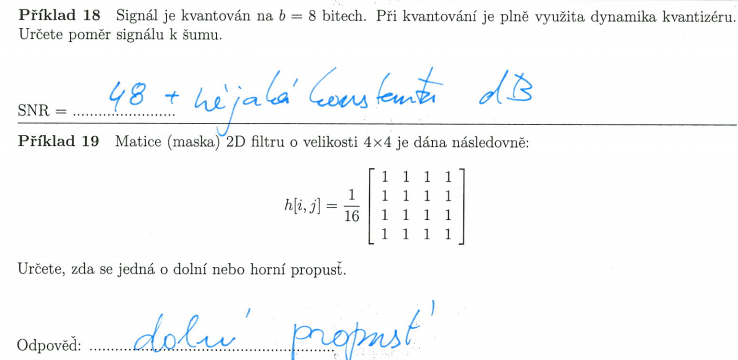 Příklad 18 Signál je kvantován na b = 8 bitech. Při kvantování je plně využita dynamika kvantizéru.
Určete poměr signálu k šumu.
SNR = ........................ 48 + nějaká konstanta dB
Příklad 19 Matice (maska) 2D filtru o velikosti 4×4 je dána následovně:
h[i, j] = 1/16 [
1 1 1 1
1 1 1 1
1 1 1 1
1 1 1 1
]
Určete, zda se jedná o dolní nebo horní propusť.
Odpověď: ........................ dolní propusť